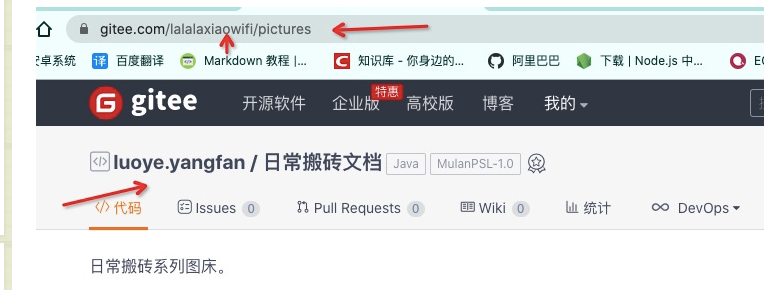 gitee.com/lalalaxiaowifi/pictures
安卓系统 百度翻译 Markdown 教程 |... 知识库 - 你身边的... 阿里巴巴 下载 | Node.js 中... EC
gitee 开源软件 企业版 特惠 高校版 博客 我的
luoye.yangfan / 日常搬砖文档 Java MulanPSL-1.0
代码 Issues 0 Pull Requests 0 Wiki 0 统计 DevOps
日常搬砖系列图床。